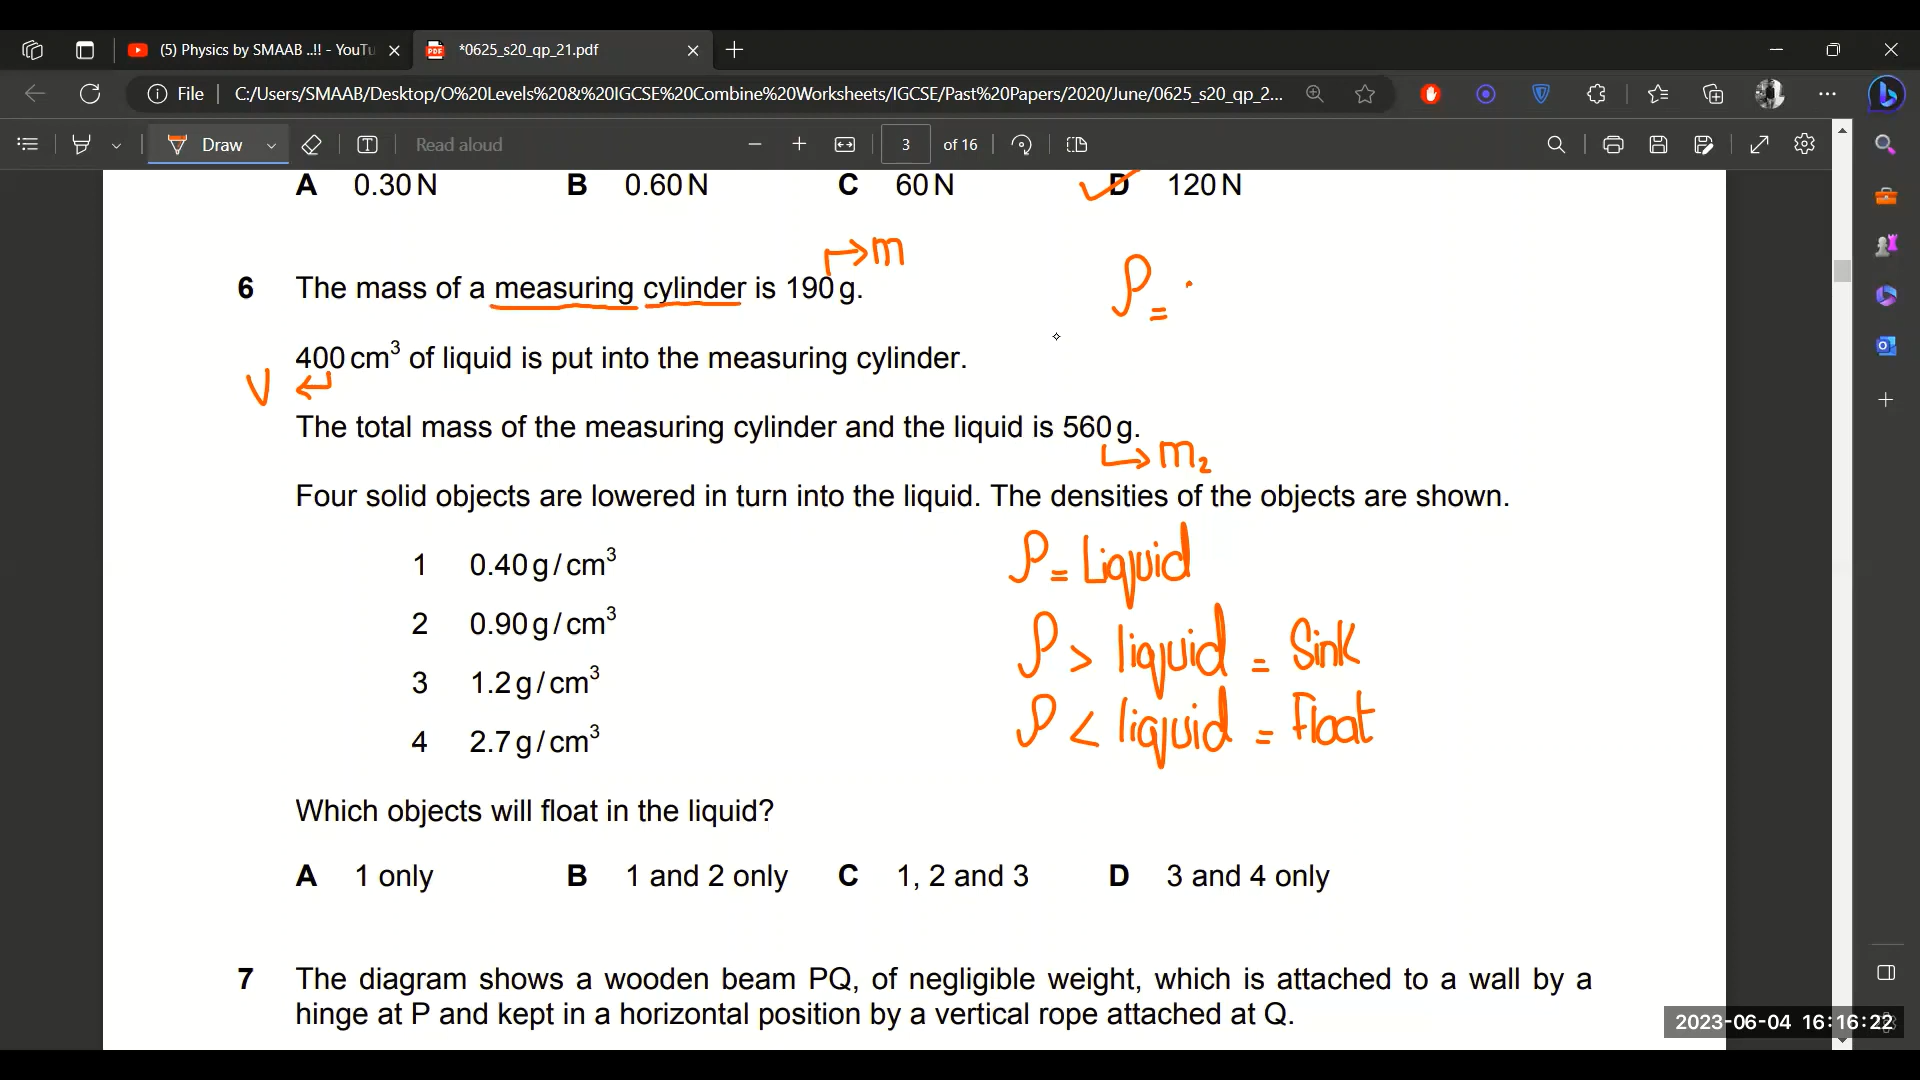 (5) Physics by SMAAB ..!! - YouTu
*0625_s20_qp_21.pdf
File
C:/Users/SMAAB/Desktop/O%20Levels%20&%20IGCSE%20Combine%20Worksheets/IGCSE/Past%20Papers/2020/June/0625_s20_qp_2...
Draw
Read aloud
3 of 16
A 0.30 N B 0.60 N C 60 N D 120 N
m
6 The mass of a measuring cylinder is 190 g.
ρ =
400 cm³ of liquid is put into the measuring cylinder.
V
The total mass of the measuring cylinder and the liquid is 560 g.
m₂
Four solid objects are lowered in turn into the liquid. The densities of the objects are shown.
1 0.40 g / cm³
ρ = Liquid
2 0.90 g / cm³
ρ > liquid = Sink
3 1.2 g / cm³
4 2.7 g / cm³
ρ < liquid = Float
Which objects will float in the liquid?
A 1 only B 1 and 2 only C 1, 2 and 3 D 3 and 4 only
7 The diagram shows a wooden beam PQ, of negligible weight, which is attached to a wall by a
hinge at P and kept in a horizontal position by a vertical rope attached at Q.
2023-06-04 16:16:22